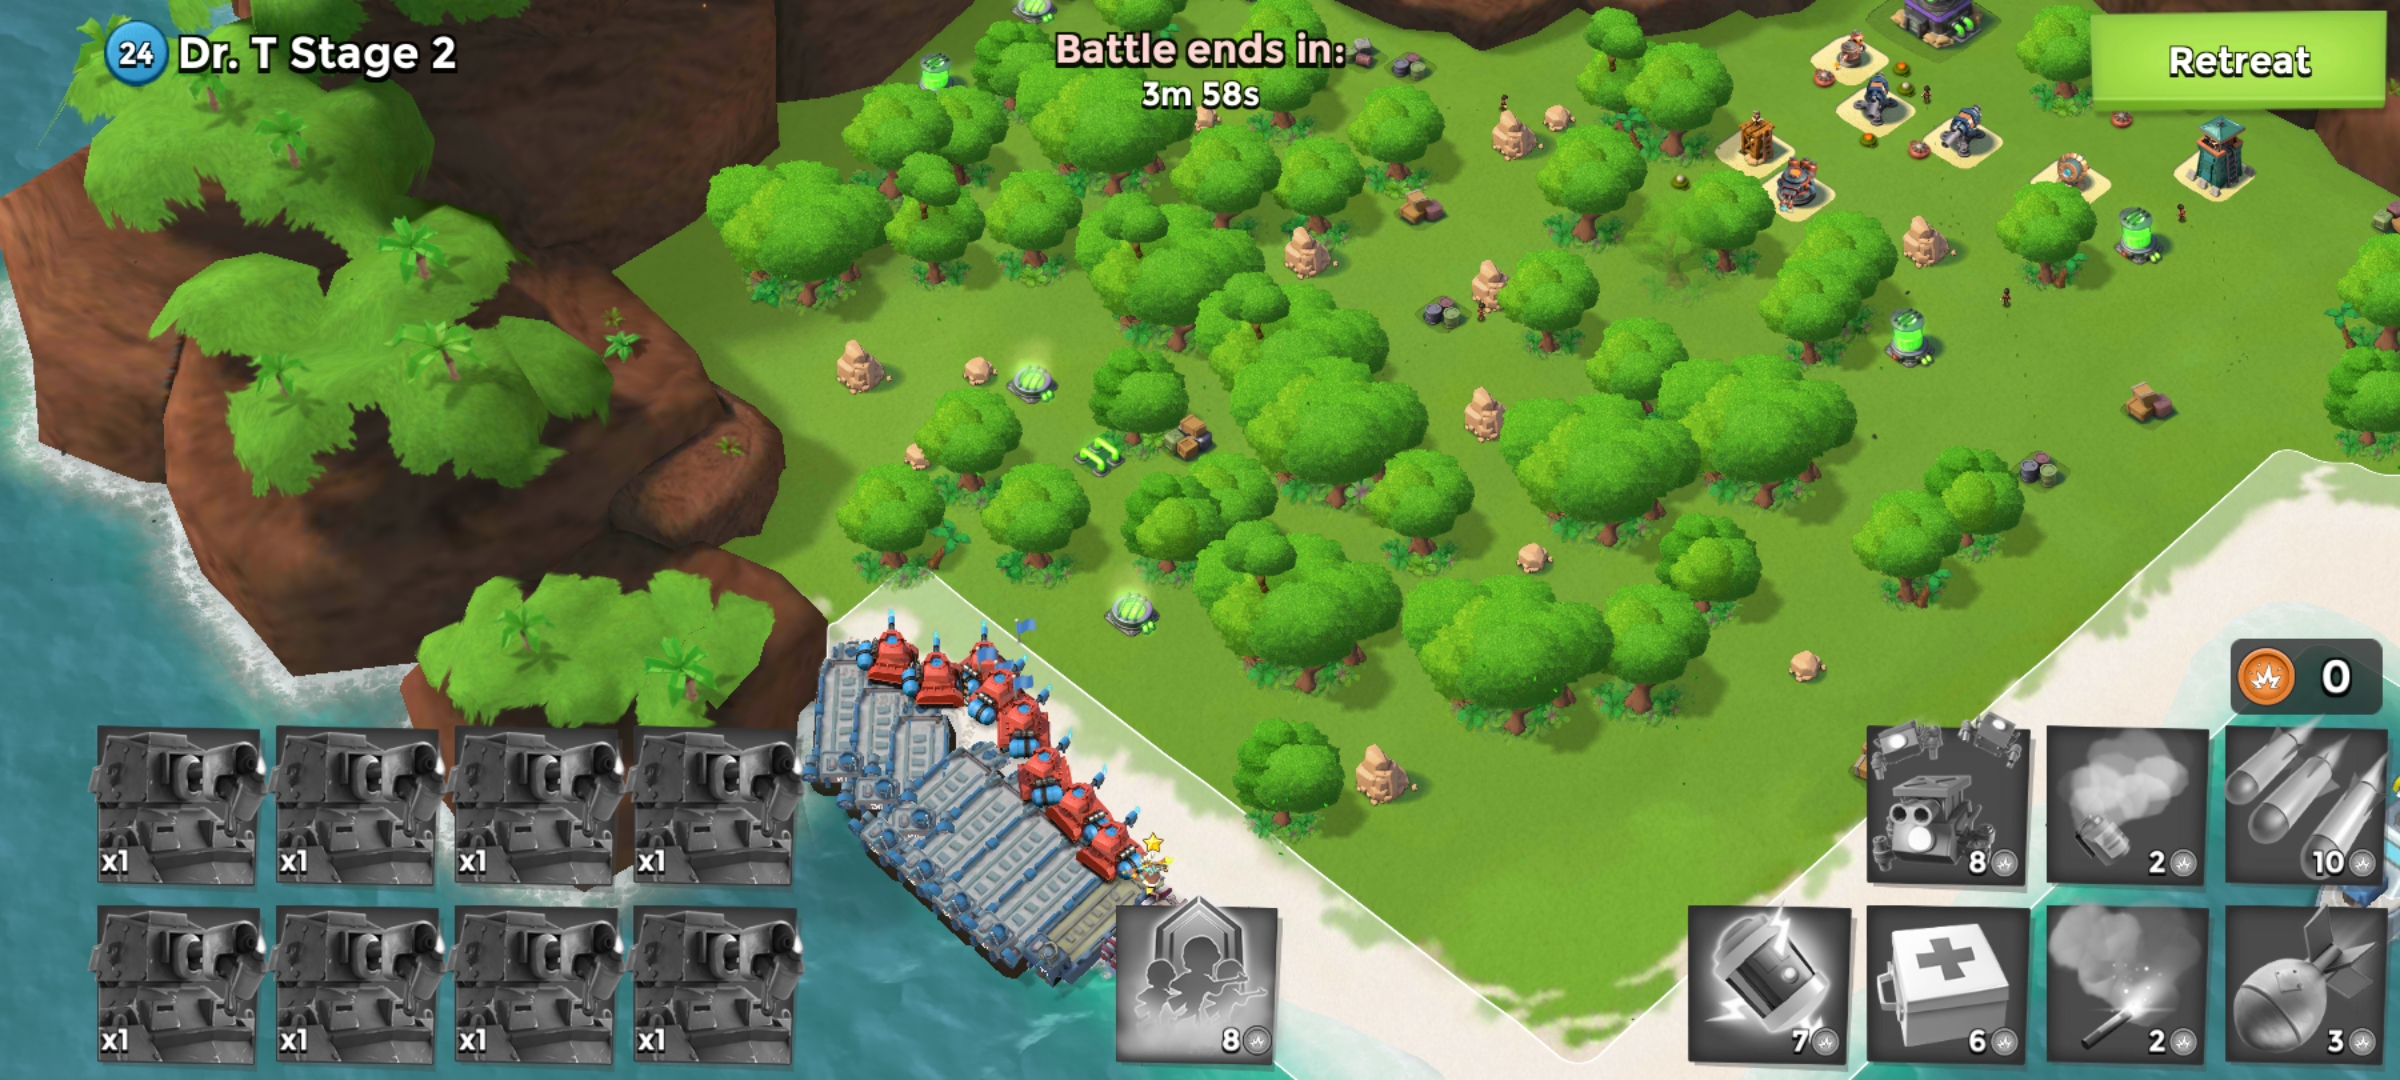 24 Dr. T Stage 2
Battle ends in:
3m 58s
Retreat
0
x1 x1 x1 x1
8 2 10
x1 x1 x1 x1
8 7 6 2 3